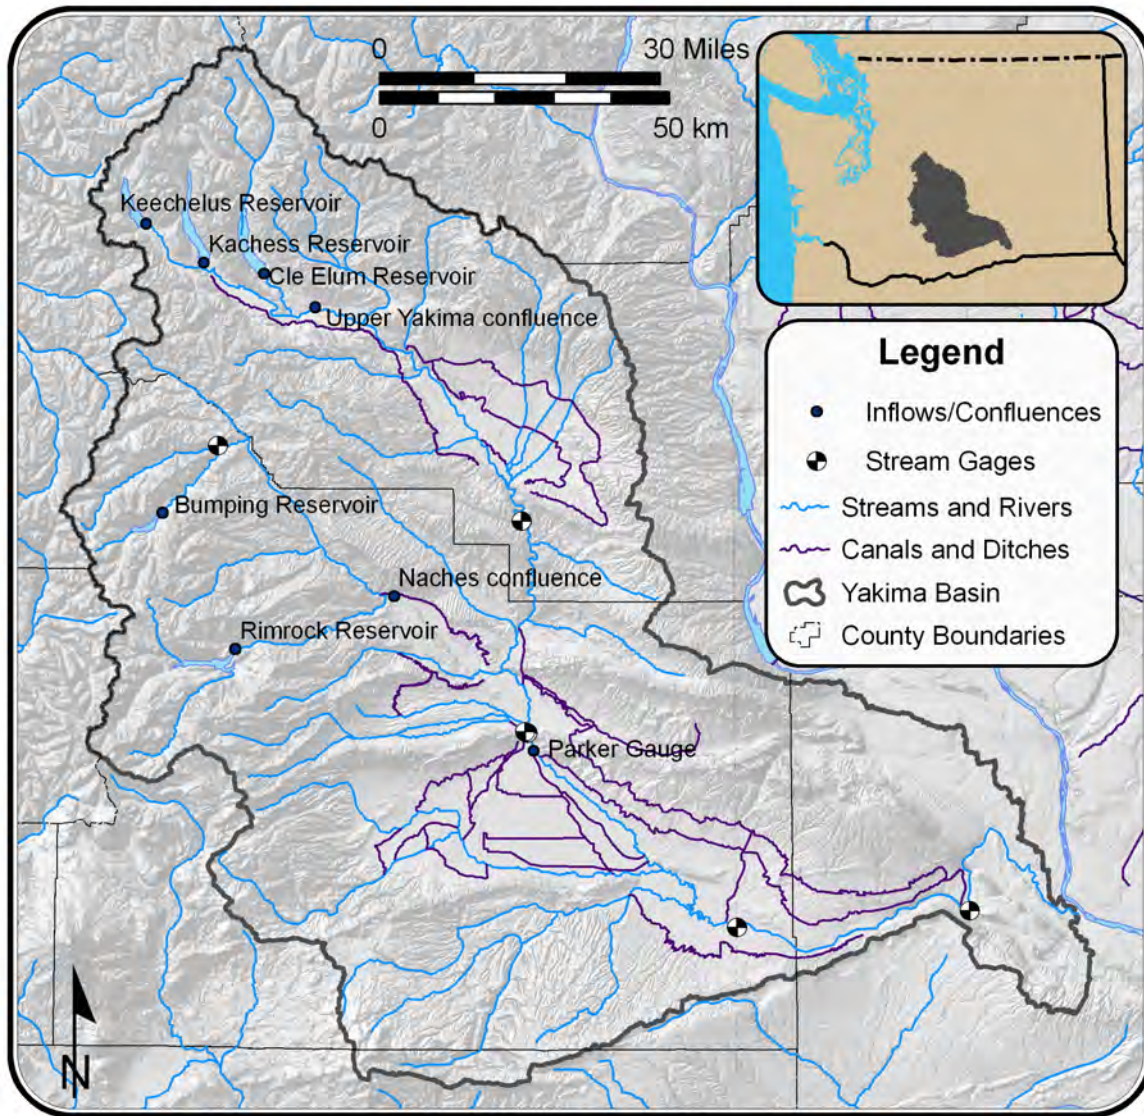 0 30 Miles
0 50 km
Keechelus Reservoir
Kachess Reservoir
Cle Elum Reservoir
Upper Yakima confluence
Bumping Reservoir
Naches confluence
Rimrock Reservoir
Parker Gauge
N
Legend
Inflows/Confluences
Stream Gages
Streams and Rivers
Canals and Ditches
Yakima Basin
County Boundaries